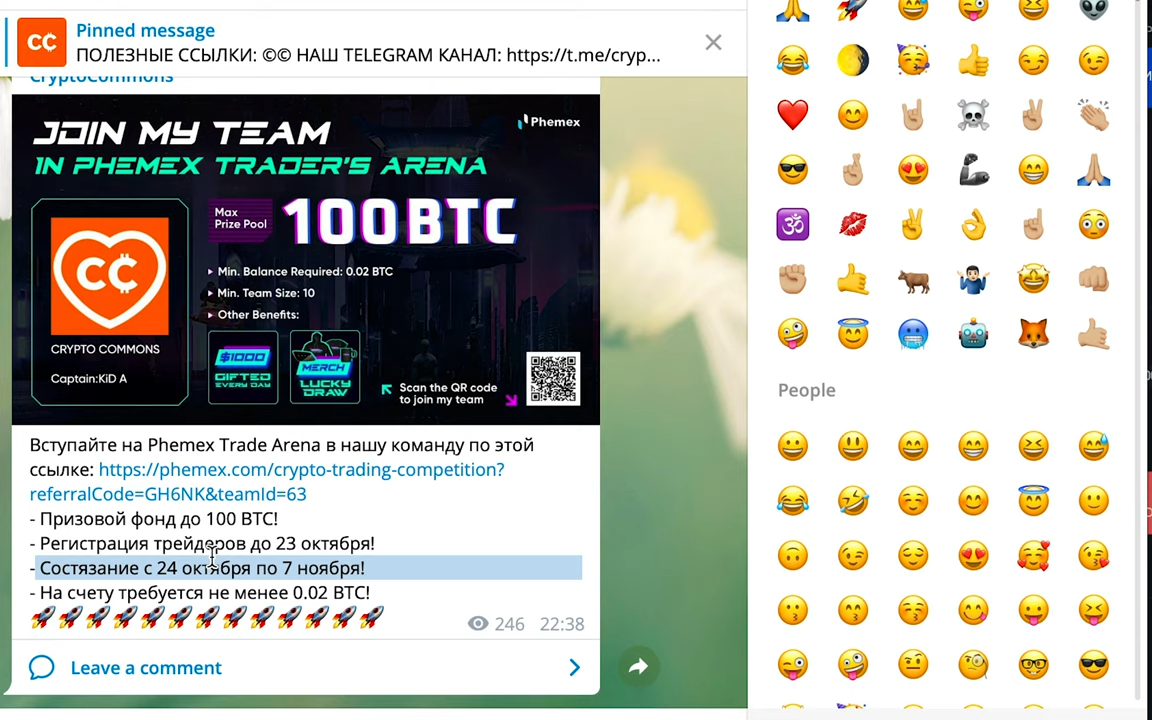 Pinned message
ПОЛЕЗНЫЕ ССЫЛКИ: ©© НАШ TELEGRAM КАНАЛ: https://t.me/cryp...
CryptoCommons
Phemex
JOIN MY TEAM
IN PHEMEX TRADER'S ARENA
Max
Prize Pool
100BTC
Min. Balance Required: 0.02 BTC
Min. Team Size: 10
Other Benefits:
CRYPTO COMMONS
Captain:KiD A
$1000
GIFTED
EVERY DAY
MERCH
LUCKY
DRAW
Scan the QR code
to join my team
Вступайте на Phemex Trade Arena в нашу команду по этой
ссылке: https://phemex.com/crypto-trading-competition?
referralCode=GH6NK&teamId=63
- Призовой фонд до 100 BTC!
- Регистрация трейдеров до 23 октября!
- Состязание с 24 октября по 7 ноября!
- На счету требуется не менее 0.02 BTC!
🚀🚀🚀🚀🚀🚀🚀🚀🚀🚀🚀🚀🚀
246 22:38
Leave a comment
People